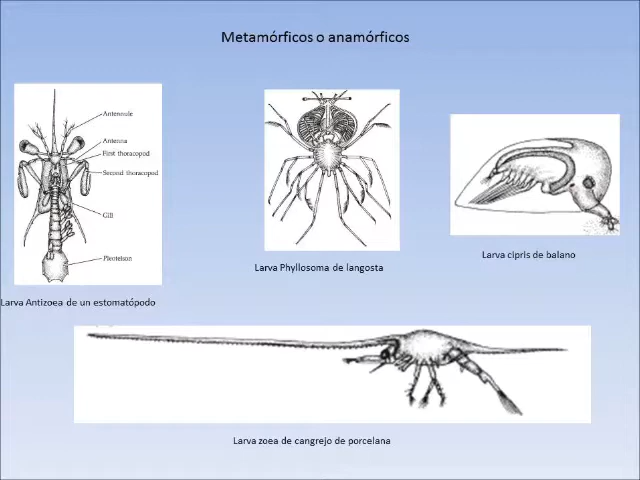 Metamórficos o anamórficos
Antennule
Antenna
First thoracopod
Second thoracopod
Gill
Pleotelson
Larva Antizoea de un estomatópodo
Larva Phyllosoma de langosta
Larva cipris de balano
Larva zoea de cangrejo de porcelana